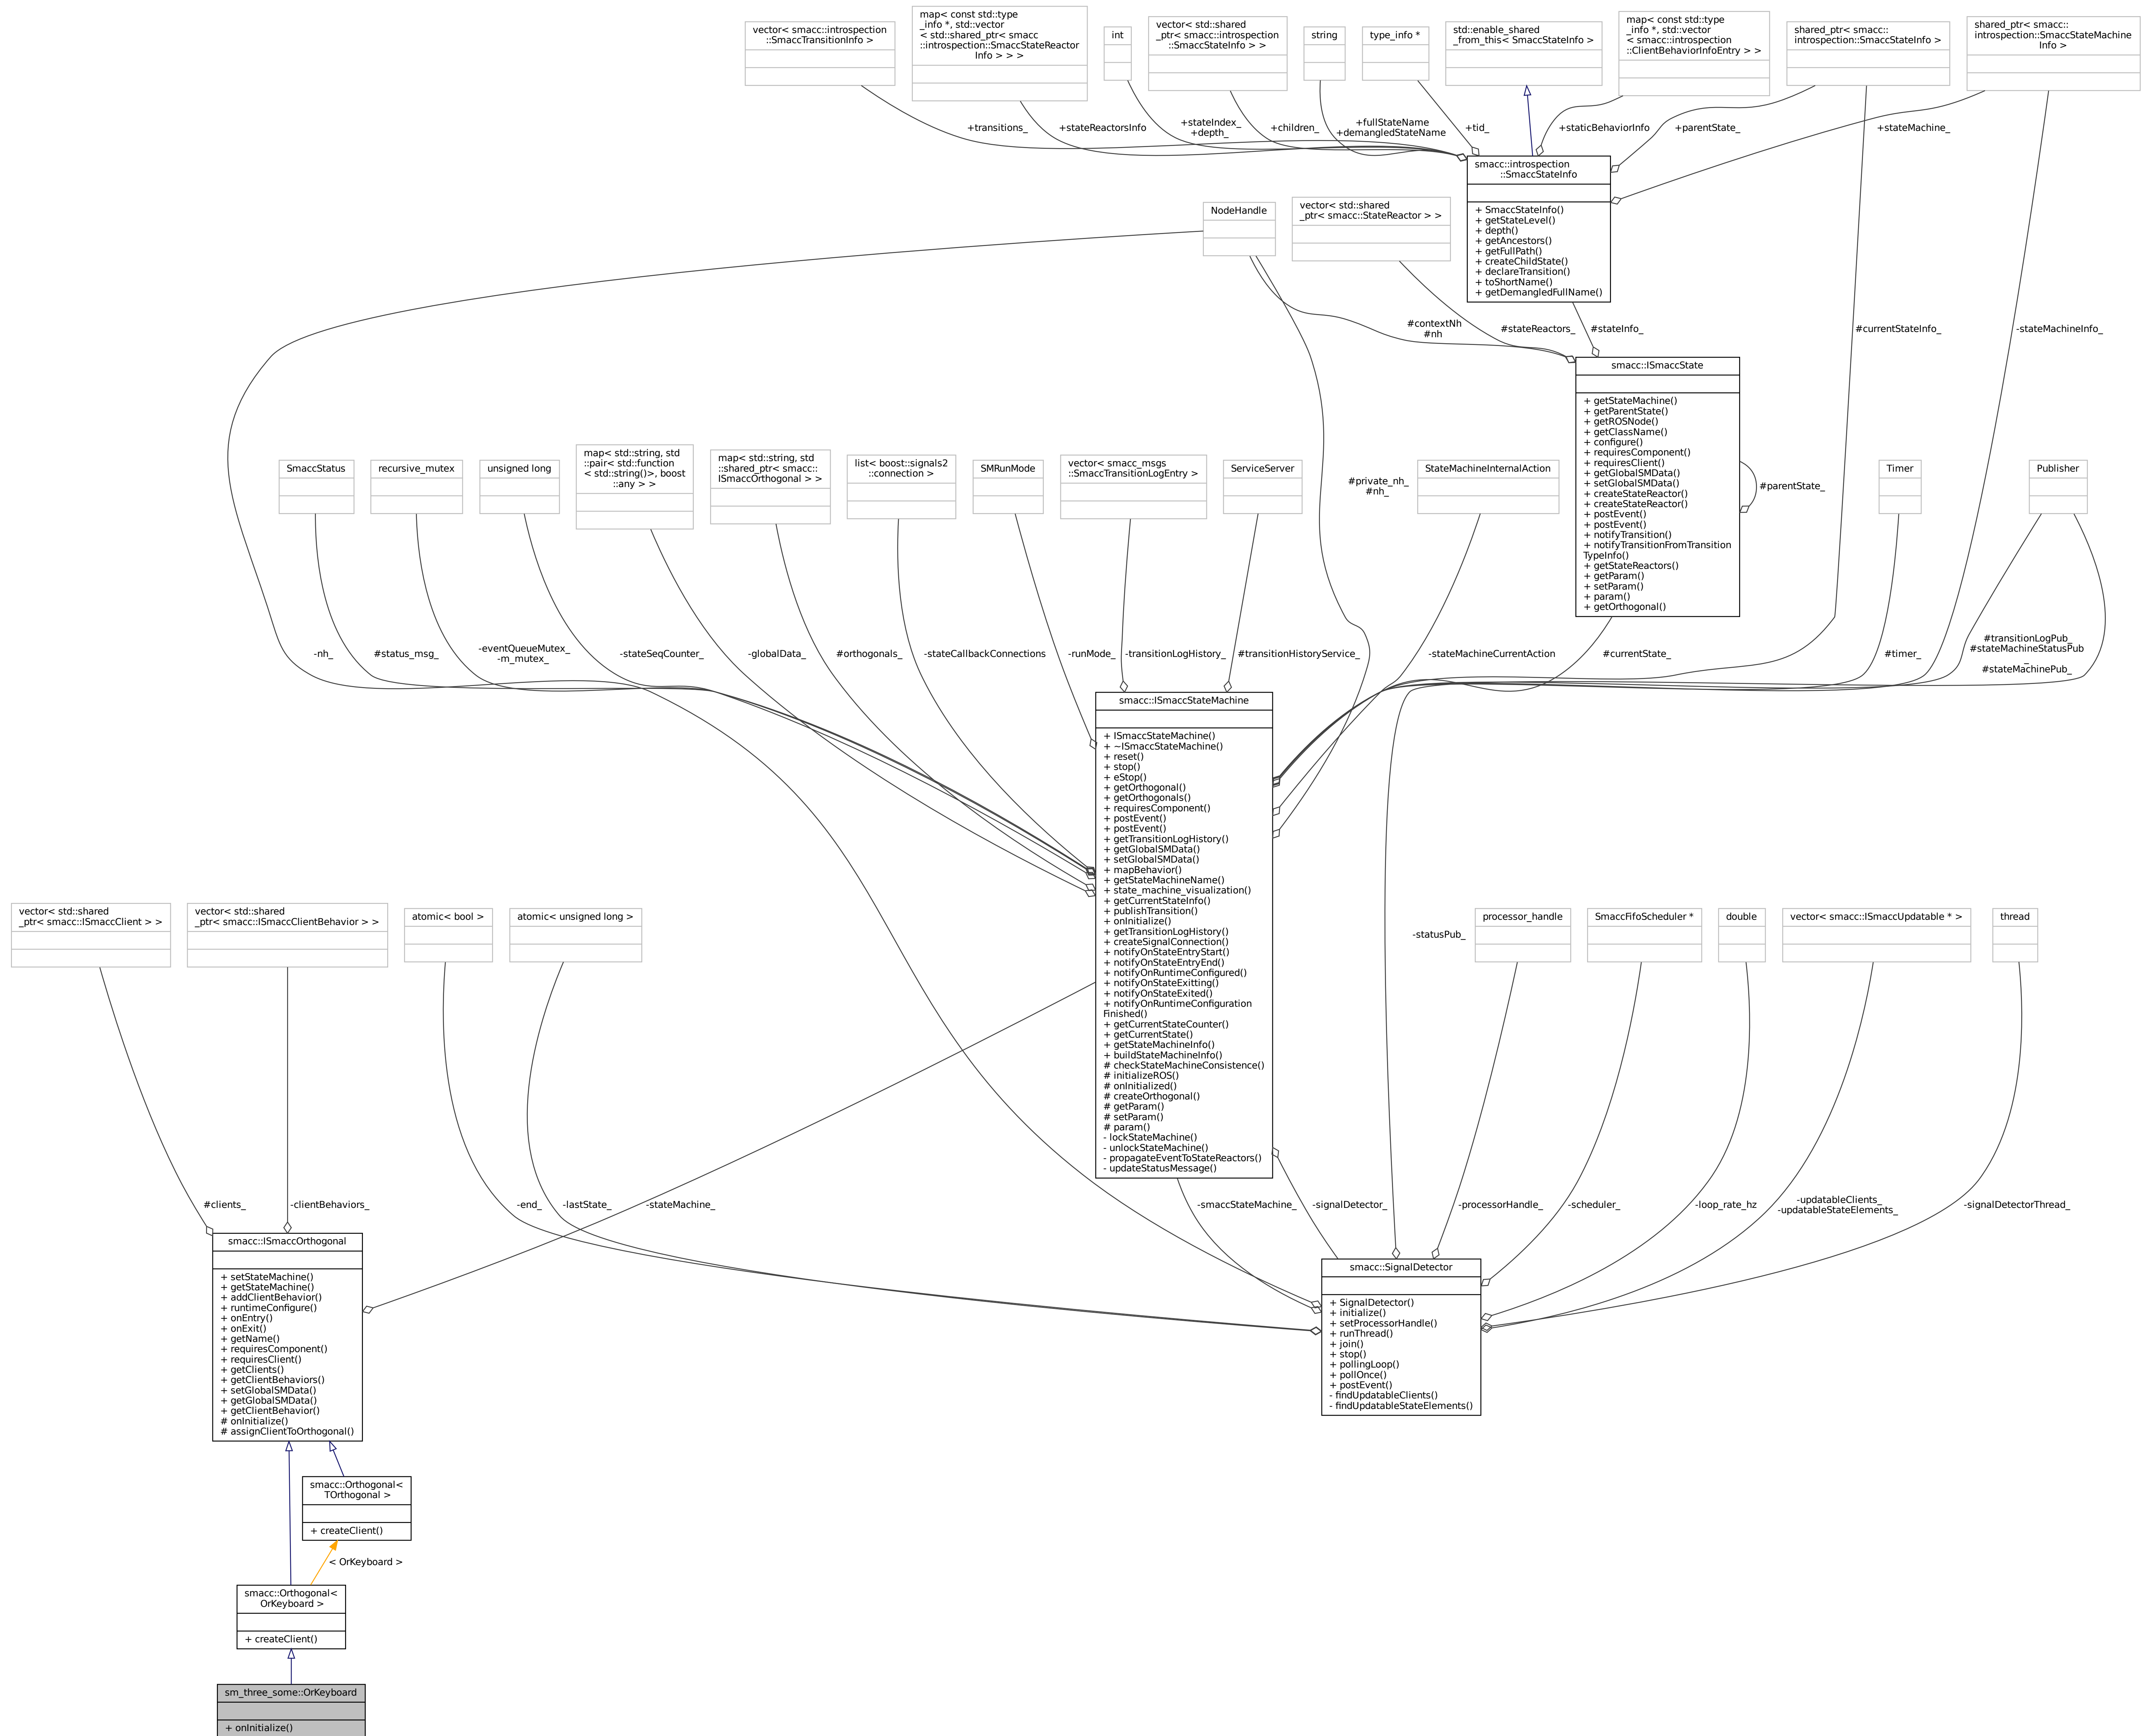 vector< smacc::introspection
::SmaccTransitionInfo >
map< const std::type
_info *, std::vector
< std::shared_ptr< smacc
::introspection::SmaccStateReactor
Info > > >
int
vector< std::shared
_ptr< smacc::introspection
::SmaccStateInfo > >
string
type_info *
std::enable_shared
_from_this< SmaccStateInfo >
map< const std::type
_info *, std::vector
< smacc::introspection
::ClientBehaviorInfoEntry > >
shared_ptr< smacc::
introspection::SmaccStateInfo >
shared_ptr< smacc::
introspection::SmaccStateMachine
Info >
+transitions_
+stateReactorsInfo
+stateIndex_
+depth_
+children_
+fullStateName
+demangledStateName
+tid_
+staticBehaviorInfo
+parentState_
+stateMachine_
smacc::introspection
::SmaccStateInfo
+ SmaccStateInfo()
+ getStateLevel()
+ depth()
+ getAncestors()
+ getFullPath()
+ createChildState()
+ declareTransition()
+ toShortName()
+ getDemangledFullName()
NodeHandle
vector< std::shared
_ptr< smacc::StateReactor > >
#contextNh
#nh
#stateReactors_
#stateInfo_
#currentStateInfo_
-stateMachineInfo_
smacc::ISmaccState
+ getStateMachine()
+ getParentState()
+ getROSNode()
+ getClassName()
+ configure()
+ requiresComponent()
+ requiresClient()
+ getGlobalSMData()
+ setGlobalSMData()
+ createStateReactor()
+ createStateReactor()
+ postEvent()
+ postEvent()
+ notifyTransition()
+ notifyTransitionFromTransition
TypeInfo()
+ getStateReactors()
+ getParam()
+ setParam()
+ param()
+ getOrthogonal()
#parentState_
SmaccStatus
recursive_mutex
unsigned long
map< std::string, std
::pair< std::function
< std::string()>, boost
::any > >
map< std::string, std
::shared_ptr< smacc::
ISmaccOrthogonal > >
list< boost::signals2
::connection >
SMRunMode
vector< smacc_msgs
::SmaccTransitionLogEntry >
ServiceServer
#private_nh_
#nh_
StateMachineInternalAction
Timer
Publisher
-nh_
#status_msg_
-eventQueueMutex_
-m_mutex_
-stateSeqCounter_
-globalData_
#orthogonals_
-stateCallbackConnections
-runMode_
-transitionLogHistory_
#transitionHistoryService_
-stateMachineCurrentAction
#currentState_
#timer_
#transitionLogPub_
#stateMachineStatusPub
_
#stateMachinePub_
smacc::ISmaccStateMachine
+ ISmaccStateMachine()
+ ~ISmaccStateMachine()
+ reset()
+ stop()
+ eStop()
+ getOrthogonal()
+ getOrthogonals()
+ requiresComponent()
+ postEvent()
+ postEvent()
+ getTransitionLogHistory()
+ getGlobalSMData()
+ setGlobalSMData()
+ mapBehavior()
+ getStateMachineName()
+ state_machine_visualization()
+ getCurrentStateInfo()
+ publishTransition()
+ onInitialize()
+ getTransitionLogHistory()
+ createSignalConnection()
+ notifyOnStateEntryStart()
+ notifyOnStateEntryEnd()
+ notifyOnRuntimeConfigured()
+ notifyOnStateExitting()
+ notifyOnStateExited()
+ notifyOnRuntimeConfiguration
Finished()
+ getCurrentStateCounter()
+ getCurrentState()
+ getStateMachineInfo()
+ buildStateMachineInfo()
# checkStateMachineConsistence()
# initializeROS()
# onInitialized()
# createOrthogonal()
# getParam()
# setParam()
# param()
- lockStateMachine()
- unlockStateMachine()
- propagateEventToStateReactors()
- updateStatusMessage()
vector< std::shared
_ptr< smacc::ISmaccClient > >
vector< std::shared
_ptr< smacc::ISmaccClientBehavior > >
atomic< bool >
atomic< unsigned long >
-statusPub_
processor_handle
SmaccFifoScheduler *
double
vector< smacc::ISmaccUpdatable * >
thread
#clients_
-clientBehaviors_
-end_
-lastState_
-stateMachine_
-smaccStateMachine_
-signalDetector_
-processorHandle_
-scheduler_
-loop_rate_hz
-updatableClients_
-updatableStateElements_
-signalDetectorThread_
smacc::ISmaccOrthogonal
+ setStateMachine()
+ getStateMachine()
+ addClientBehavior()
+ runtimeConfigure()
+ onEntry()
+ onExit()
+ getName()
+ requiresComponent()
+ requiresClient()
+ getClients()
+ getClientBehaviors()
+ setGlobalSMData()
+ getGlobalSMData()
+ getClientBehavior()
# onInitialize()
# assignClientToOrthogonal()
smacc::SignalDetector
+ SignalDetector()
+ initialize()
+ setProcessorHandle()
+ runThread()
+ join()
+ stop()
+ pollingLoop()
+ pollOnce()
+ postEvent()
- findUpdatableClients()
- findUpdatableStateElements()
smacc::Orthogonal<
TOrthogonal >
+ createClient()
< OrKeyboard >
smacc::Orthogonal<
OrKeyboard >
+ createClient()
sm_three_some::OrKeyboard
+ onInitialize()